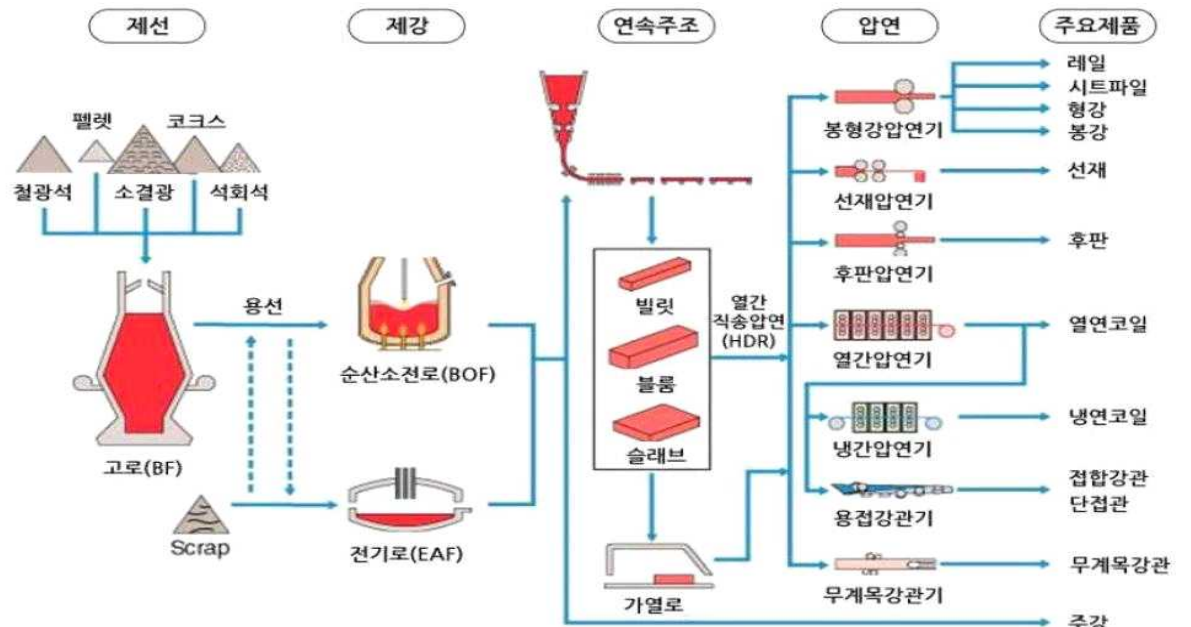 제선
제강
연속주조
압연
주요제품
펠렛
코크스
철광석
소결광
석회석
고로(BF)
용선
Scrap
순산소전로(BOF)
전기로(EAF)
빌릿
블룸
슬래브
열간
직송압연
(HDR)
가열로
봉형강압연기
선재압연기
후판압연기
열간압연기
냉간압연기
용접강관기
무계목강관기
레일
시트파일
형강
봉강
선재
후판
열연코일
냉연코일
접합강관
단접관
무계목강관
주강